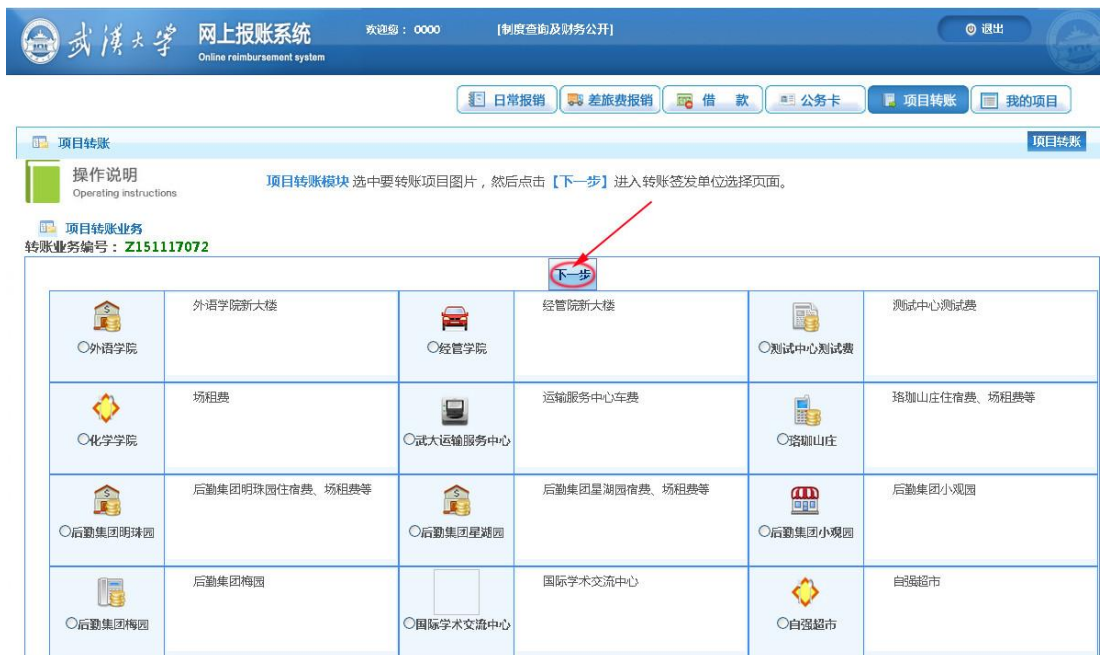 武汉大学 网上报账系统 欢迎您： 0000 [制度查询及财务公开] 退出
Online reimbursement system
日常报销 差旅费报销 借 款 公务卡 项目转账 我的项目
项目转账 项目转账
操作说明
Operating instructions
项目转账模块 选中要转账项目图片，然后点击【下一步】进入转账签发单位选择页面。
项目转账业务
转账业务编号：Z151117072
下一步
外语学院 外语学院新大楼 经管学院 经管院新大楼 测试中心测试费 测试中心测试费
化学学院 场租费 武大运输服务中心 运输服务中心车费 珞珈山庄 珞珈山庄住宿费、场租费等
后勤集团明珠园 后勤集团明珠园住宿费、场租费等 后勤集团星湖园 后勤集团星湖园宿费、场租费等 后勤集团小观园 后勤集团小观园
后勤集团梅园 后勤集团梅园 国际学术交流中心 国际学术交流中心 自强超市 自强超市